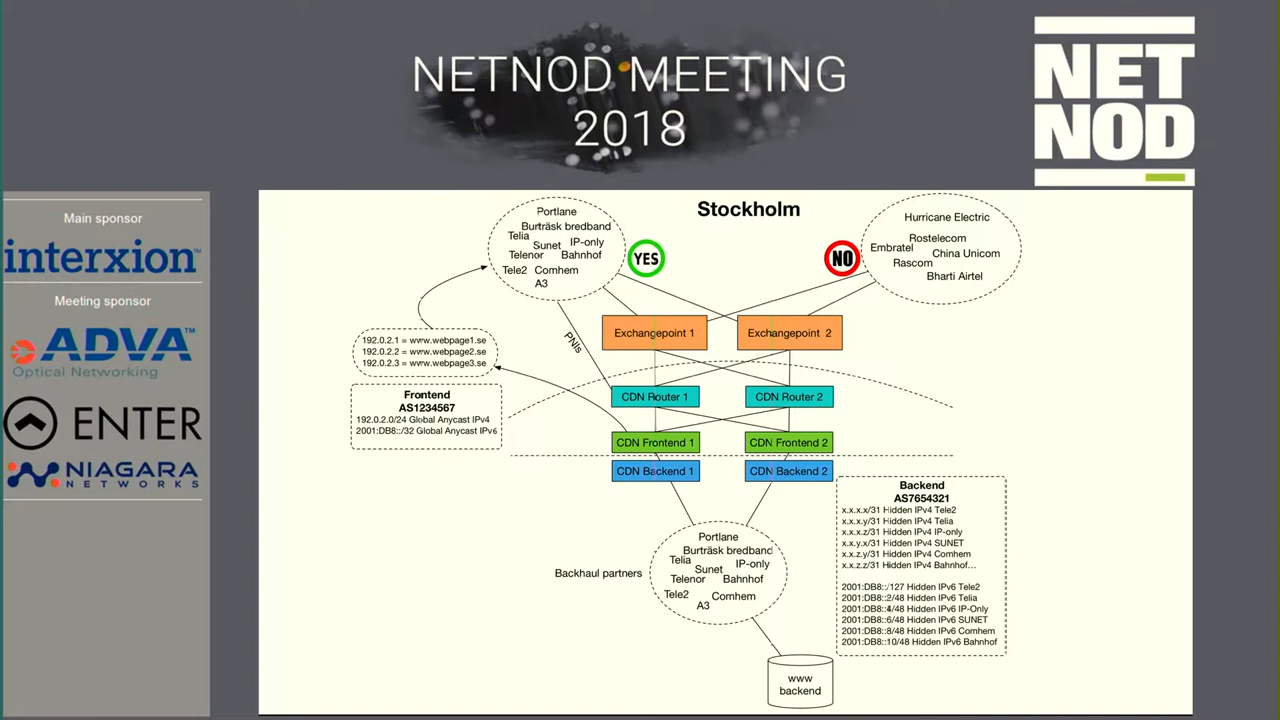 NETNOD MEETING
2018
NET
NOD
Main sponsor
interxion™
Meeting sponsor
ADVA™
Optical Networking
ENTER
NIAGARA
NETWORKS
Stockholm
Portlane
Burträsk bredband
Telia
Sunet
IP-only
Telenor
Bahnhof
Tele2
Comhem
A3
YES
NO
Hurricane Electric
Rostelecom
Embratel
China Unicom
Rascom
Bharti Airtel
Exchangepoint 1
Exchangepoint 2
PNIs
192.0.2.1 = www.webpage1.se
192.0.2.2 = www.webpage2.se
192.0.2.3 = www.webpage3.se
Frontend
AS1234567
192.0.2.0/24 Global Anycast IPv4
2001:DB8::/32 Global Anycast IPv6
CDN Router 1
CDN Router 2
CDN Frontend 1
CDN Frontend 2
CDN Backend 1
CDN Backend 2
Backend
AS7654321
x.x.x.x/31 Hidden IPv4 Tele2
x.x.x.y/31 Hidden IPv4 Telia
x.x.x.z/31 Hidden IPv4 IP-only
x.x.y.x/31 Hidden IPv4 SUNET
x.x.z.y/31 Hidden IPv4 Comhem
x.x.z.z/31 Hidden IPv4 Bahnhof...
2001:DB8::/127 Hidden IPv6 Tele2
2001:DB8::2/48 Hidden IPv6 Telia
2001:DB8::4/48 Hidden IPv6 IP-Only
2001:DB8::6/48 Hidden IPv6 SUNET
2001:DB8::8/48 Hidden IPv6 Comhem
2001:DB8::10/48 Hidden IPv6 Bahnhof
Backhaul partners
Portlane
Burträsk bredband
Telia
Sunet
IP-only
Telenor
Bahnhof
Tele2
Comhem
A3
www
backend